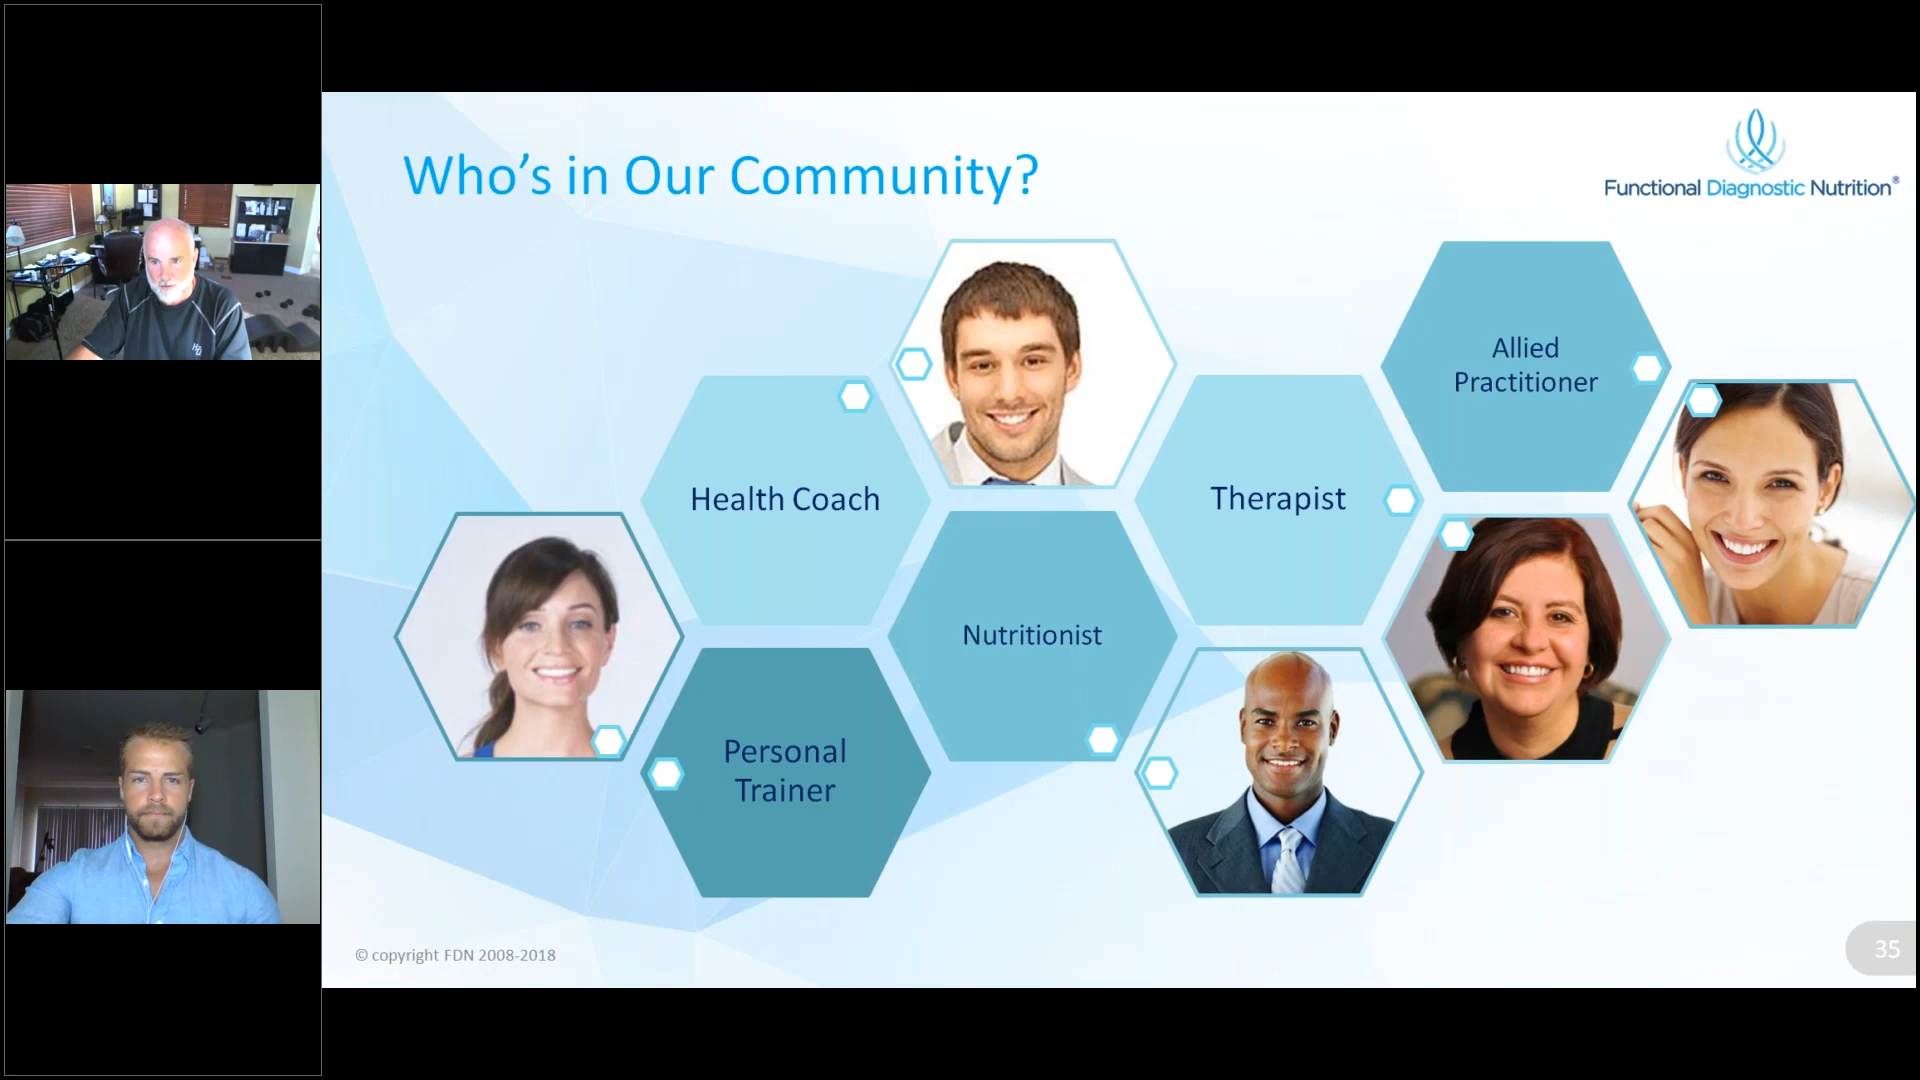 Who's in Our Community?
Functional Diagnostic Nutrition®
Allied
Practitioner
Health Coach
Therapist
Nutritionist
Personal
Trainer
© copyright FDN 2008-2018
35